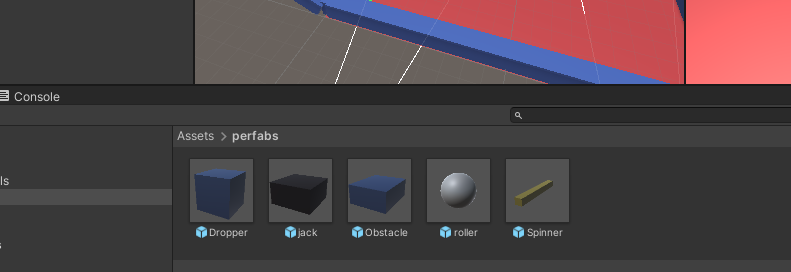 Console
Assets > perfabs
ls
s
Dropper jack Obstacle roller Spinner